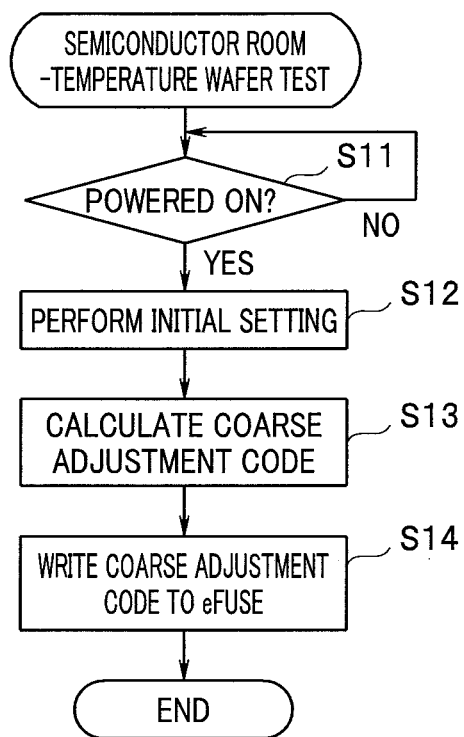 SEMICONDUCTOR ROOM
-TEMPERATURE WAFER TEST
S11
POWERED ON?
NO
YES
S12
PERFORM INITIAL SETTING
S13
CALCULATE COARSE
ADJUSTMENT CODE
S14
WRITE COARSE ADJUSTMENT
CODE TO eFUSE
END